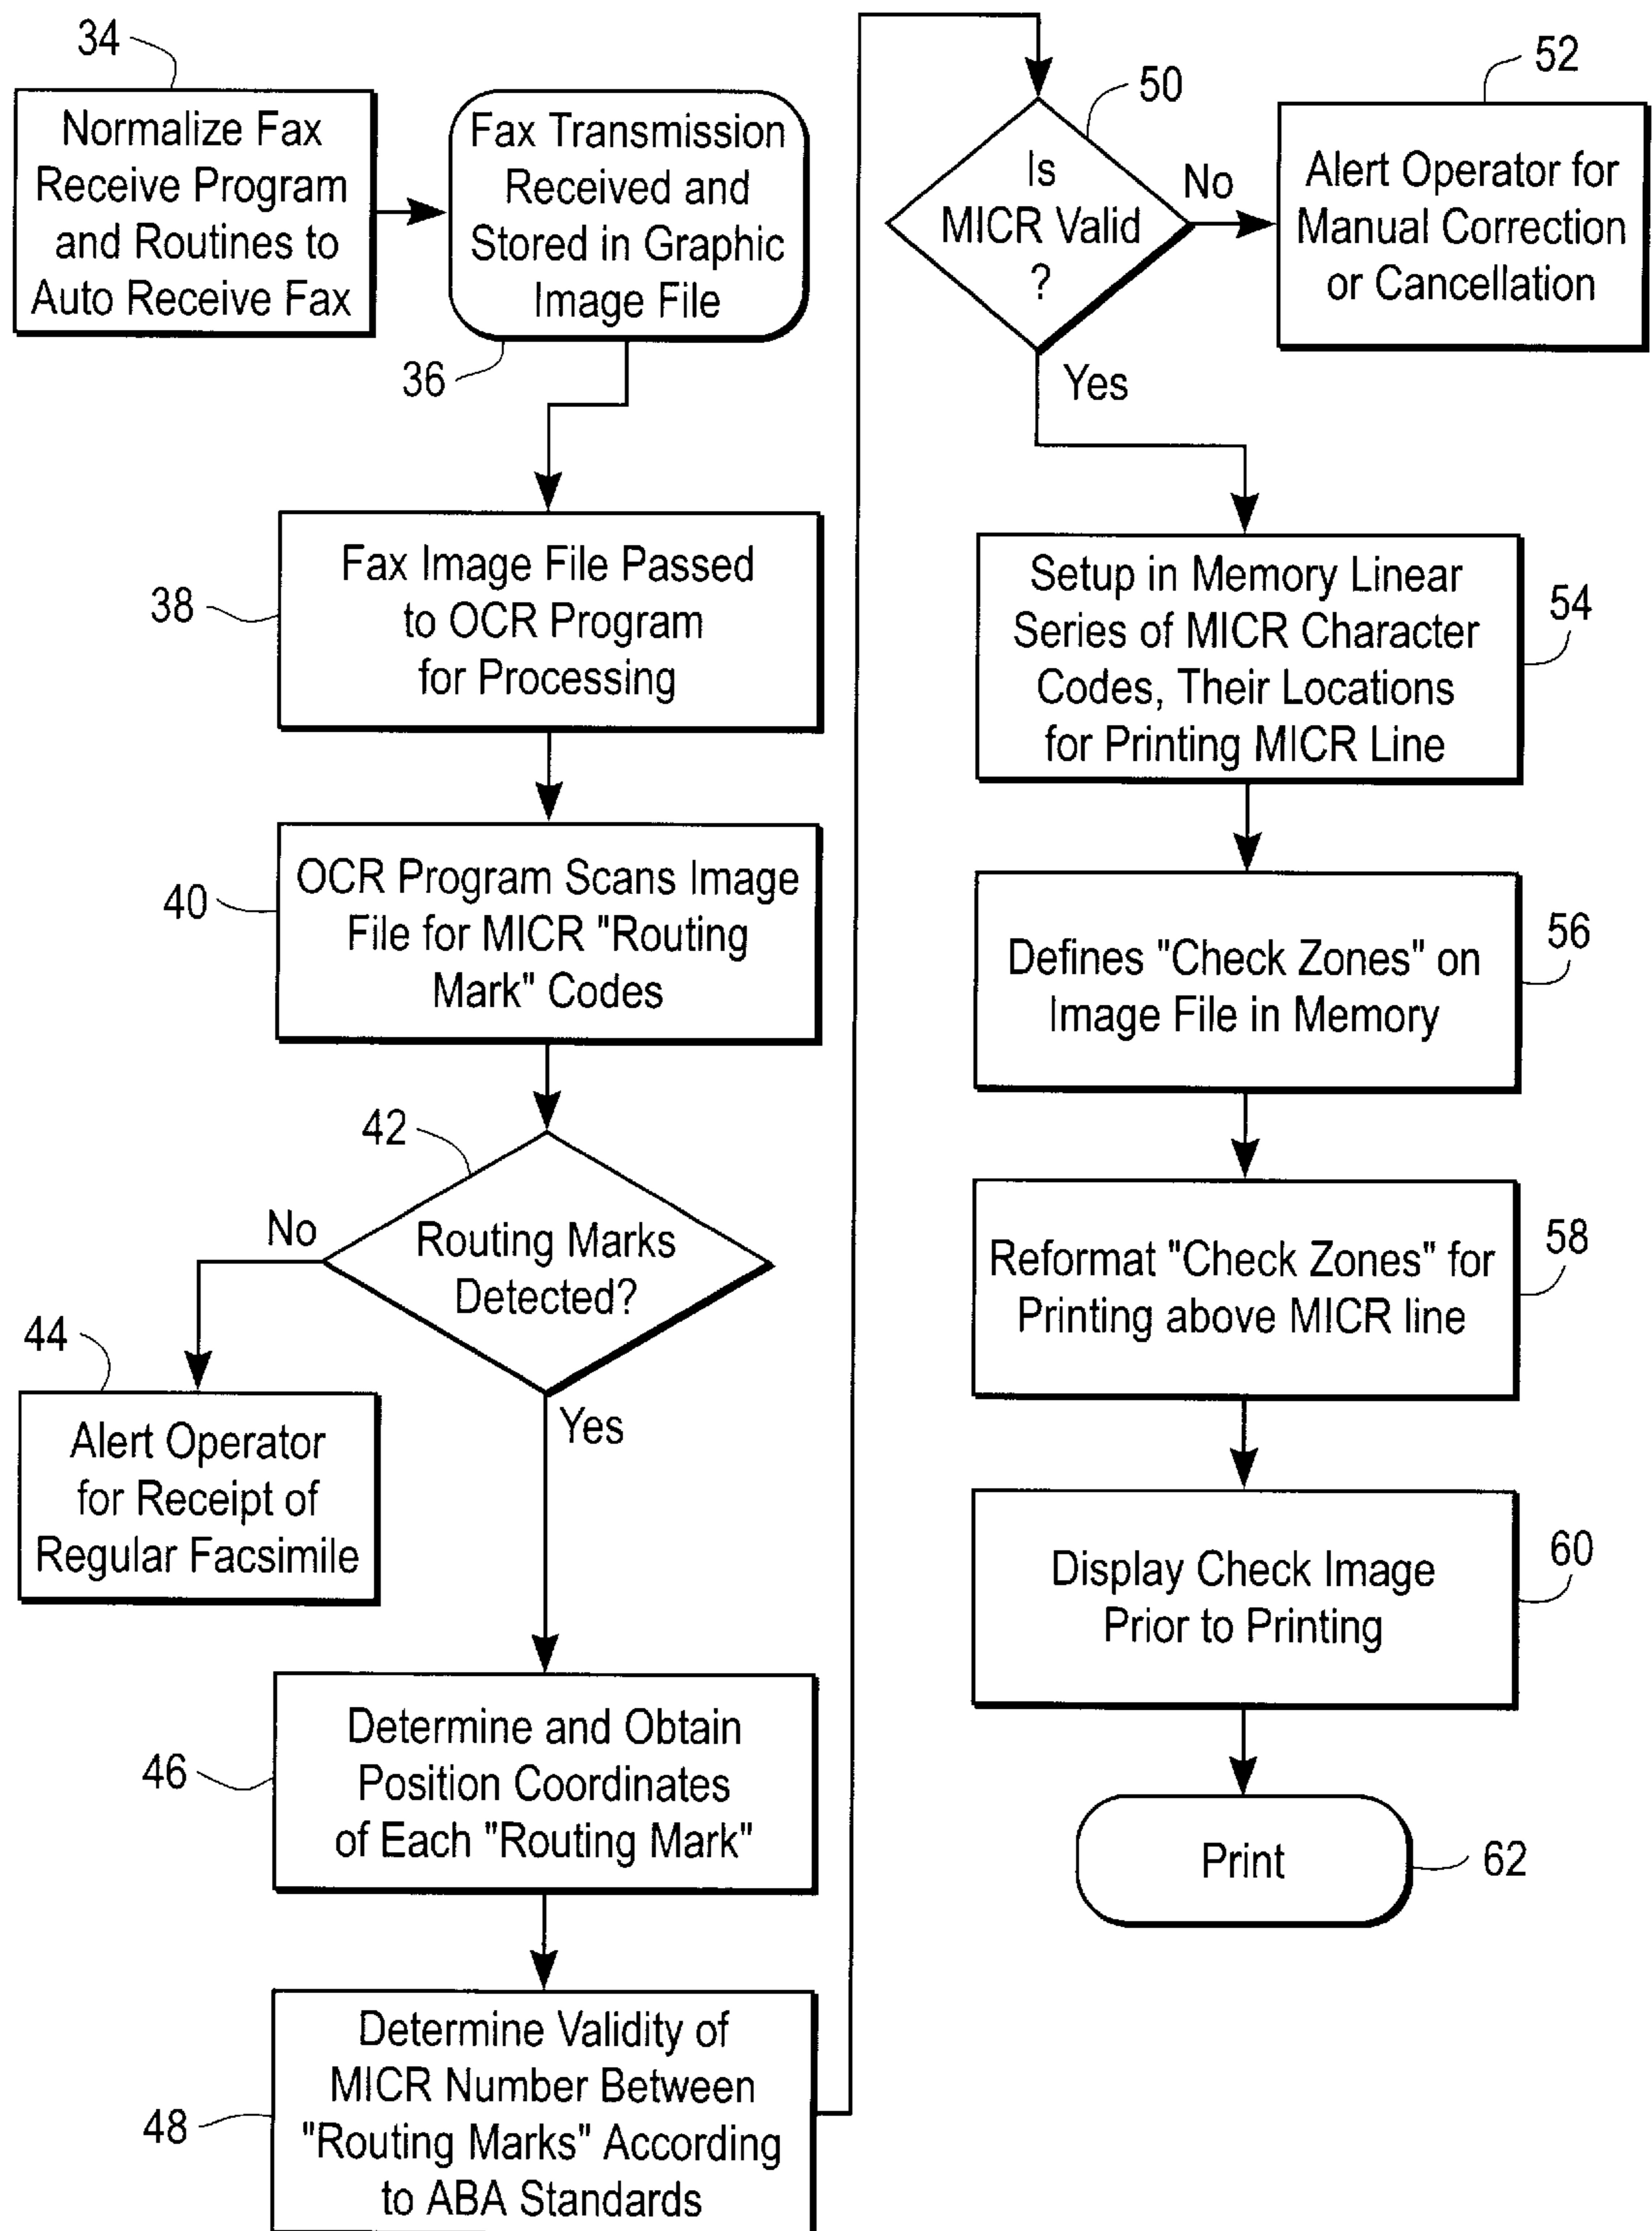 34
Normalize Fax
Receive Program
and Routines to
Auto Receive Fax
Fax Transmission
Received and
Stored in Graphic
Image File
36
38
Fax Image File Passed
to OCR Program
for Processing
40
OCR Program Scans Image
File for MICR "Routing
Mark" Codes
42
Routing Marks
Detected?
No
Yes
44
Alert Operator
for Receipt of
Regular Facsimile
46
Determine and Obtain
Position Coordinates
of Each "Routing Mark"
48
Determine Validity of
MICR Number Between
"Routing Marks" According
to ABA Standards
50
Is
MICR Valid
?
No
Yes
52
Alert Operator for
Manual Correction
or Cancellation
54
Setup in Memory Linear
Series of MICR Character
Codes, Their Locations
for Printing MICR Line
56
Defines "Check Zones" on
Image File in Memory
58
Reformat "Check Zones" for
Printing above MICR line
60
Display Check Image
Prior to Printing
Print
62